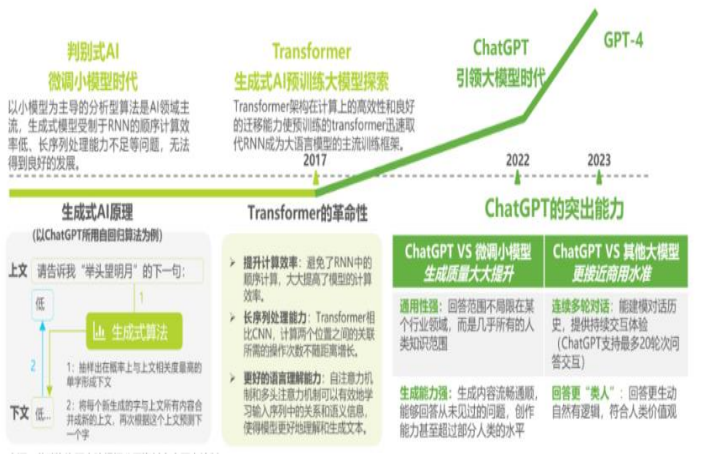 判别式AI
微调小模型时代
以小模型为主导的分析型算法是AI领域主
流，生成式模型受制于RNN的顺序计算效
率低、长序列处理能力不足等问题，无法
得到良好的发展。
Transformer
生成式AI预训练大模型探索
Transformer架构在计算上的高效性和良好
的迁移能力使预训练的transformer迅速取
代RNN成为大语言模型的主流训练框架。
ChatGPT
引领大模型时代
GPT-4
2017
2022
2023
生成式AI原理
(以ChatGPT所用自回归算法为例)
上文
请告诉我“举头望明月”的下一句：
低
1
生成式算法
2
1：抽样出在概率上与上文相关度最高的
单字形成下文
下文
低...
2：将每个新生成的字与上文所有内容合
并成新的上文，再次根据这个上文预测下
一个字
Transformer的革命性
提升计算效率：避免了RNN中的
顺序计算，大大提高了模型的计算
效率。
长序列处理能力：Transformer相
比CNN，计算两个位置之间的关联
所需的操作次数不随距离增长。
更好的语言理解能力：自注意力机
制和多头注意力机制可以有效地学
习输入序列中的关系和语义信息，
使得模型更好地理解和生成文本。
ChatGPT的突出能力
ChatGPT VS 微调小模型
生成质量大大提升
ChatGPT VS 其他大模型
更接近商用水准
通用性强：回答范围不局限在某
个行业领域，而是几乎所有的人
类知识范围
连续多轮对话：能建模对话历
史，提供持续交互体验
（ChatGPT支持最多20轮次问
答交互）
生成能力强：生成内容流畅通顺，
能够回答从未见过的问题，创作
能力甚至超过部分人类的水平
回答更“类人”：回答更生动
自然有逻辑，符合人类价值观